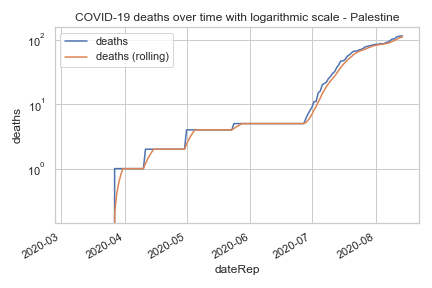 COVID-19 deaths over time with logarithmic scale - Palestine
deaths
deaths (rolling)
10²
10¹
10⁰
deaths
2020-03
2020-04
2020-05
2020-06
2020-07
2020-08
dateRep